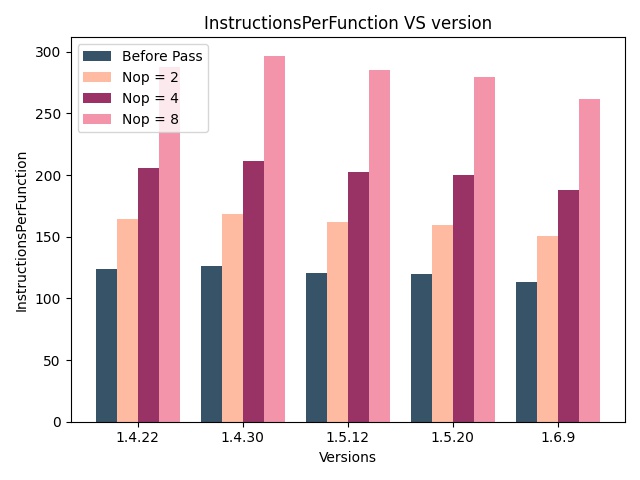 InstructionsPerFunction VS version
Before Pass
Nop = 2
Nop = 4
Nop = 8
InstructionsPerFunction
300
250
200
150
100
50
0
1.4.22 1.4.30 1.5.12 1.5.20 1.6.9
Versions